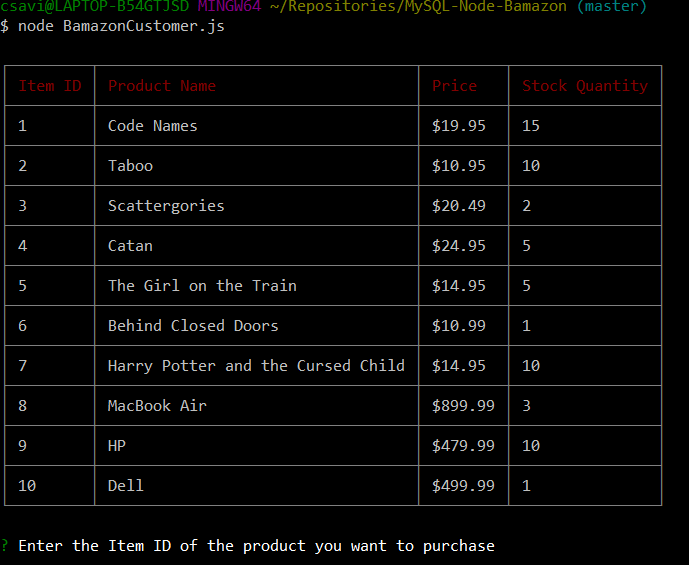 csavi@LAPTOP-B54GTJSD MINGW64 ~/Repositories/MySQL-Node-Bamazon (master)
$ node BamazonCustomer.js
Item ID Product Name Price Stock Quantity
1 Code Names $19.95 15
2 Taboo $10.95 10
3 Scattergories $20.49 2
4 Catan $24.95 5
5 The Girl on the Train $14.95 5
6 Behind Closed Doors $10.99 1
7 Harry Potter and the Cursed Child $14.95 10
8 MacBook Air $899.99 3
9 HP $479.99 10
10 Dell $499.99 1
? Enter the Item ID of the product you want to purchase